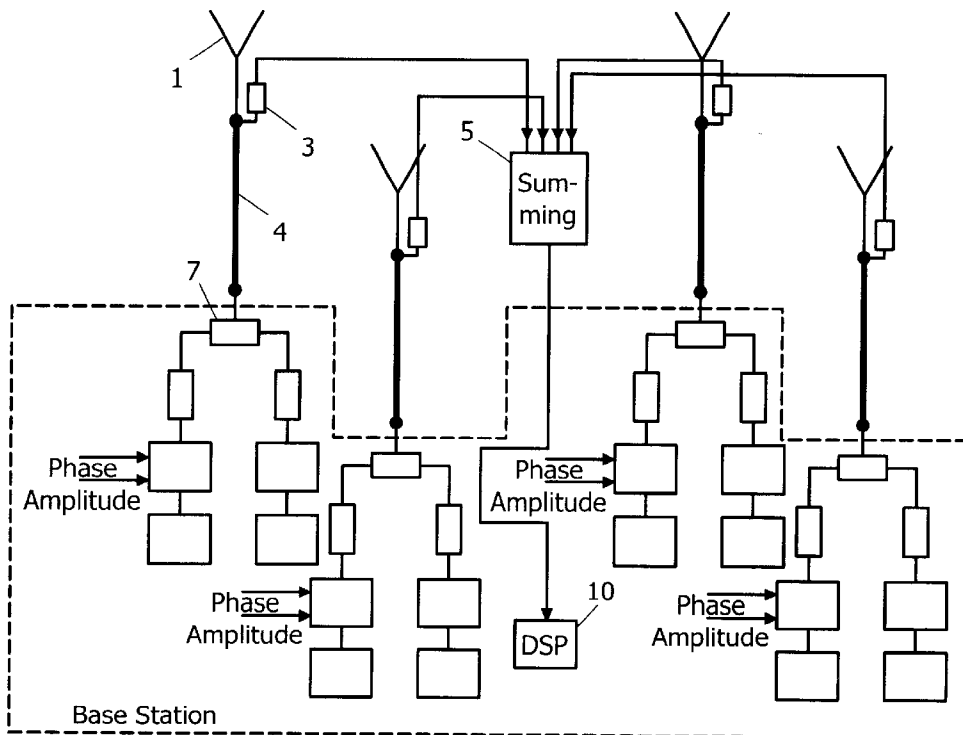 1
3
5
Sum-
ming
4
7
Phase
Amplitude
Phase
Amplitude
Phase
Amplitude
10
DSP
Phase
Amplitude
Base Station